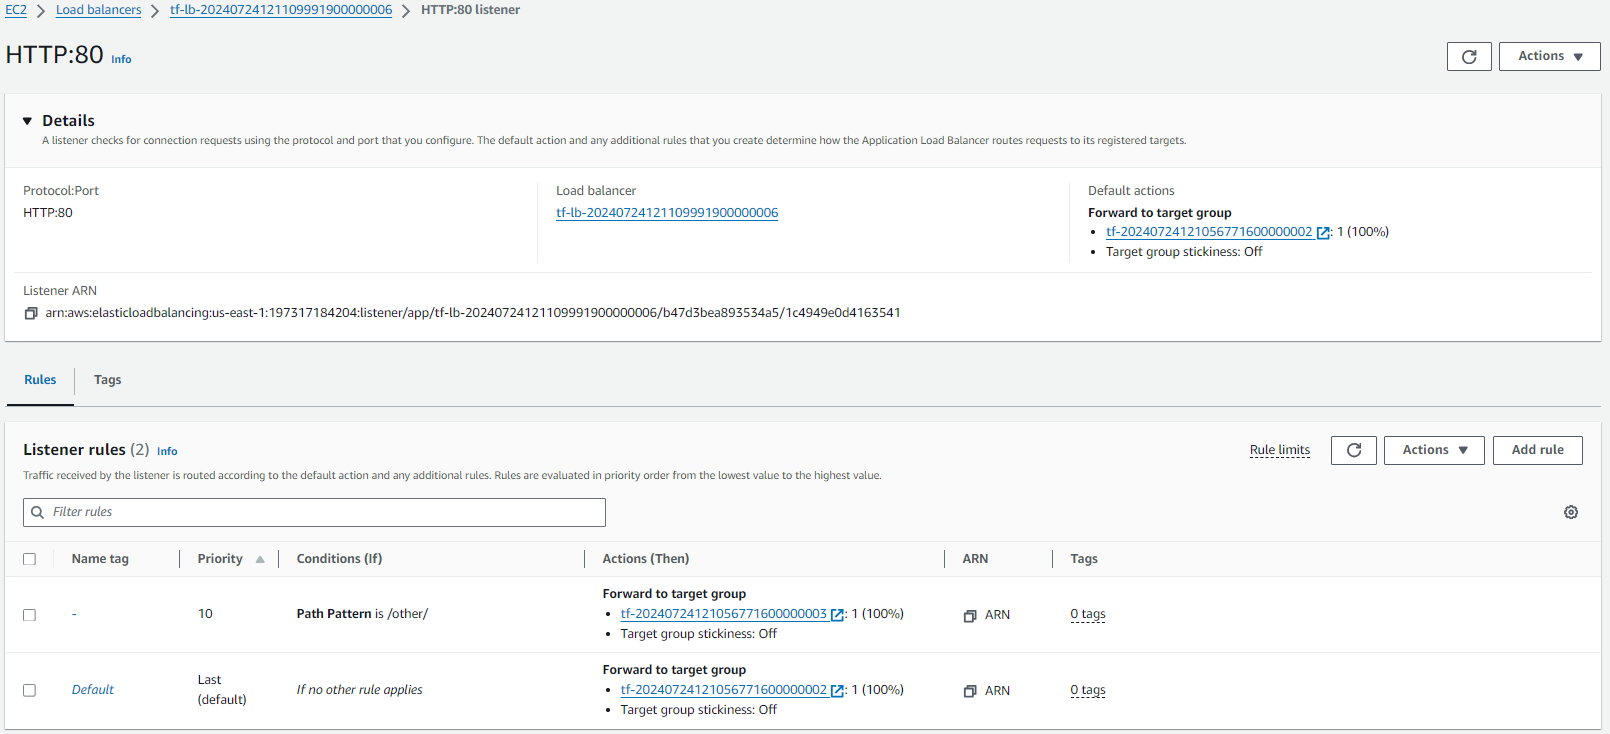 EC2 > Load balancers > tf-lb-20240724121109991900000006 > HTTP:80 listener
HTTP:80 Info
Actions
Details
A listener checks for connection requests using the protocol and port that you configure. The default action and any additional rules that you create determine how the Application Load Balancer routes requests to its registered targets.
Protocol:Port
HTTP:80
Load balancer
tf-lb-20240724121109991900000006
Default actions
Forward to target group
• tf-20240724121056771600000002 : 1 (100%)
• Target group stickiness: Off
Listener ARN
arn:aws:elasticloadbalancing:us-east-1:197317184204:listener/app/tf-lb-20240724121109991900000006/b47d3bea893534a5/1c4949e0d4163541
Rules Tags
Listener rules (2) Info
Rule limits Actions Add rule
Traffic received by the listener is routed according to the default action and any additional rules. Rules are evaluated in priority order from the lowest value to the highest value.
Filter rules
Name tag Priority Conditions (If) Actions (Then) ARN Tags
- 10 Path Pattern is /other/
Forward to target group
• tf-20240724121056771600000003 : 1 (100%)
• Target group stickiness: Off
ARN 0 tags
Default
Last
(default)
If no other rule applies
Forward to target group
• tf-20240724121056771600000002 : 1 (100%)
• Target group stickiness: Off
ARN 0 tags